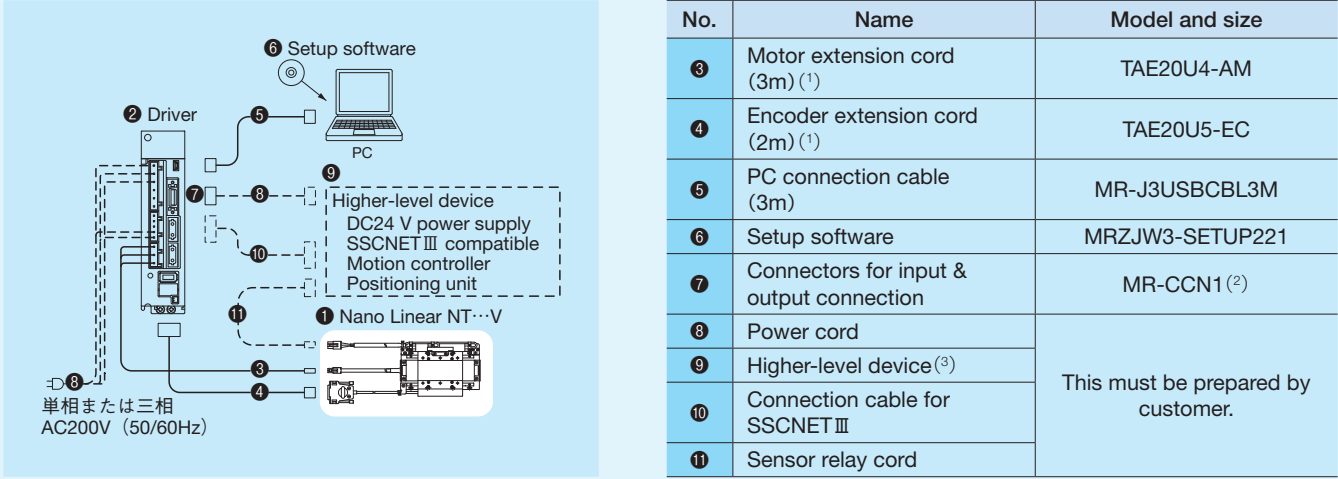 ❻ Setup software
❷ Driver
❺
PC
❾
❼
❽
Higher-level device
DC24 V power supply
SSCNETⅢ compatible
Motion controller
Positioning unit
❿
⓫
❶ Nano Linear NT…V
❸
❽
❹
単相または三相
AC200V（50/60Hz）
No. Name Model and size
❸ Motor extension cord
(3m)(1) TAE20U4-AM
❹ Encoder extension cord
(2m)(1) TAE20U5-EC
❺ PC connection cable
(3m) MR-J3USBCBL3M
❻ Setup software MRZJW3-SETUP221
❼ Connectors for input &
output connection MR-CCN1(2)
❽ Power cord
❾ Higher-level device(3)
❿ Connection cable for
SSCNETⅢ
⓫ Sensor relay cord
This must be prepared by
customer.